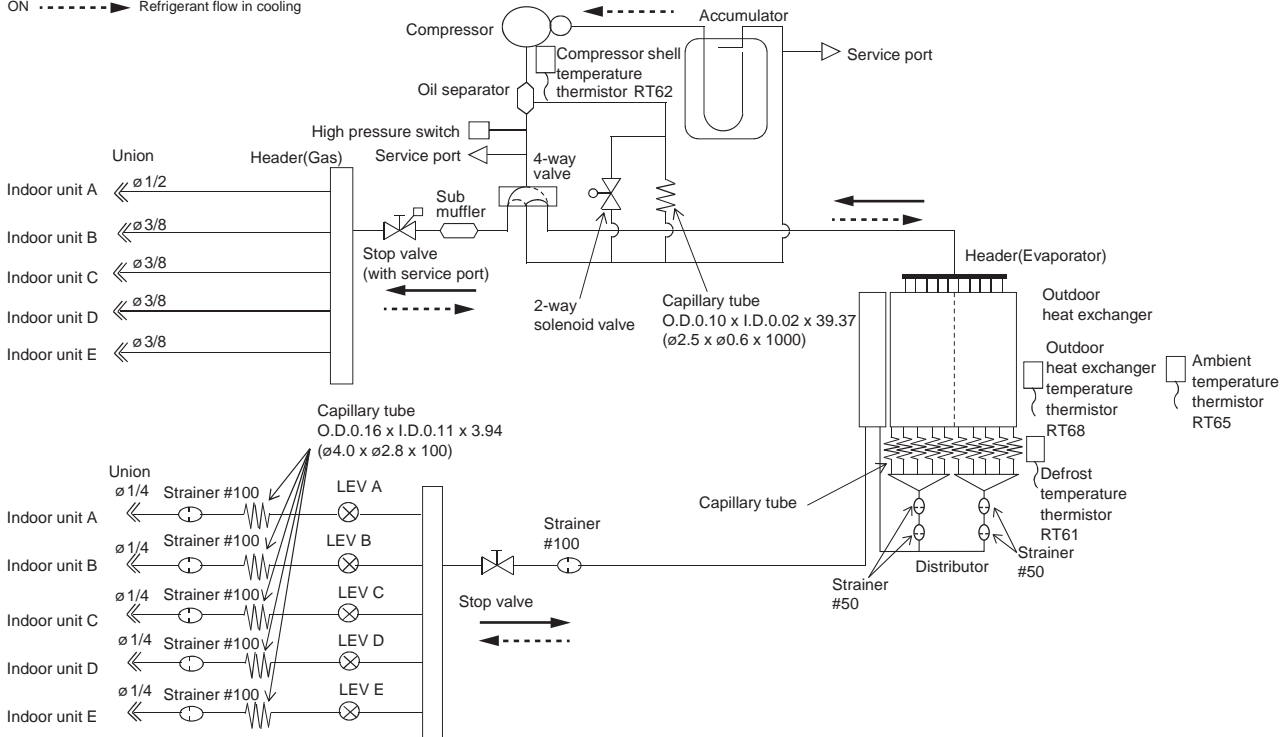 ON Refrigerant flow in cooling
Compressor
Accumulator
Service port
Compressor shell
temperature
thermistor RT62
Oil separator
High pressure switch
Service port
4-way
valve
Union
Header(Gas)
Indoor unit A
ø 1/2
Indoor unit B
ø 3/8
Indoor unit C
ø 3/8
Indoor unit D
ø 3/8
Indoor unit E
ø 3/8
Sub
muffler
Stop valve
(with service port)
2-way
solenoid valve
Capillary tube
O.D.0.10 x I.D.0.02 x 39.37
(ø2.5 x ø0.6 x 1000)
Header(Evaporator)
Outdoor
heat exchanger
Outdoor
heat exchanger
temperature
thermistor
RT68
Ambient
temperature
thermistor
RT65
Defrost
temperature
thermistor
RT61
Capillary tube
Strainer
#50
Distributor
Strainer
#50
Capillary tube
O.D.0.16 x I.D.0.11 x 3.94
(ø4.0 x ø2.8 x 100)
Union
Indoor unit A
ø 1/4
Strainer #100
LEV A
Indoor unit B
ø 1/4
Strainer #100
LEV B
Indoor unit C
ø 1/4
Strainer #100
LEV C
Indoor unit D
ø 1/4
Strainer #100
LEV D
Indoor unit E
ø 1/4
Strainer #100
LEV E
Stop valve
Strainer
#100